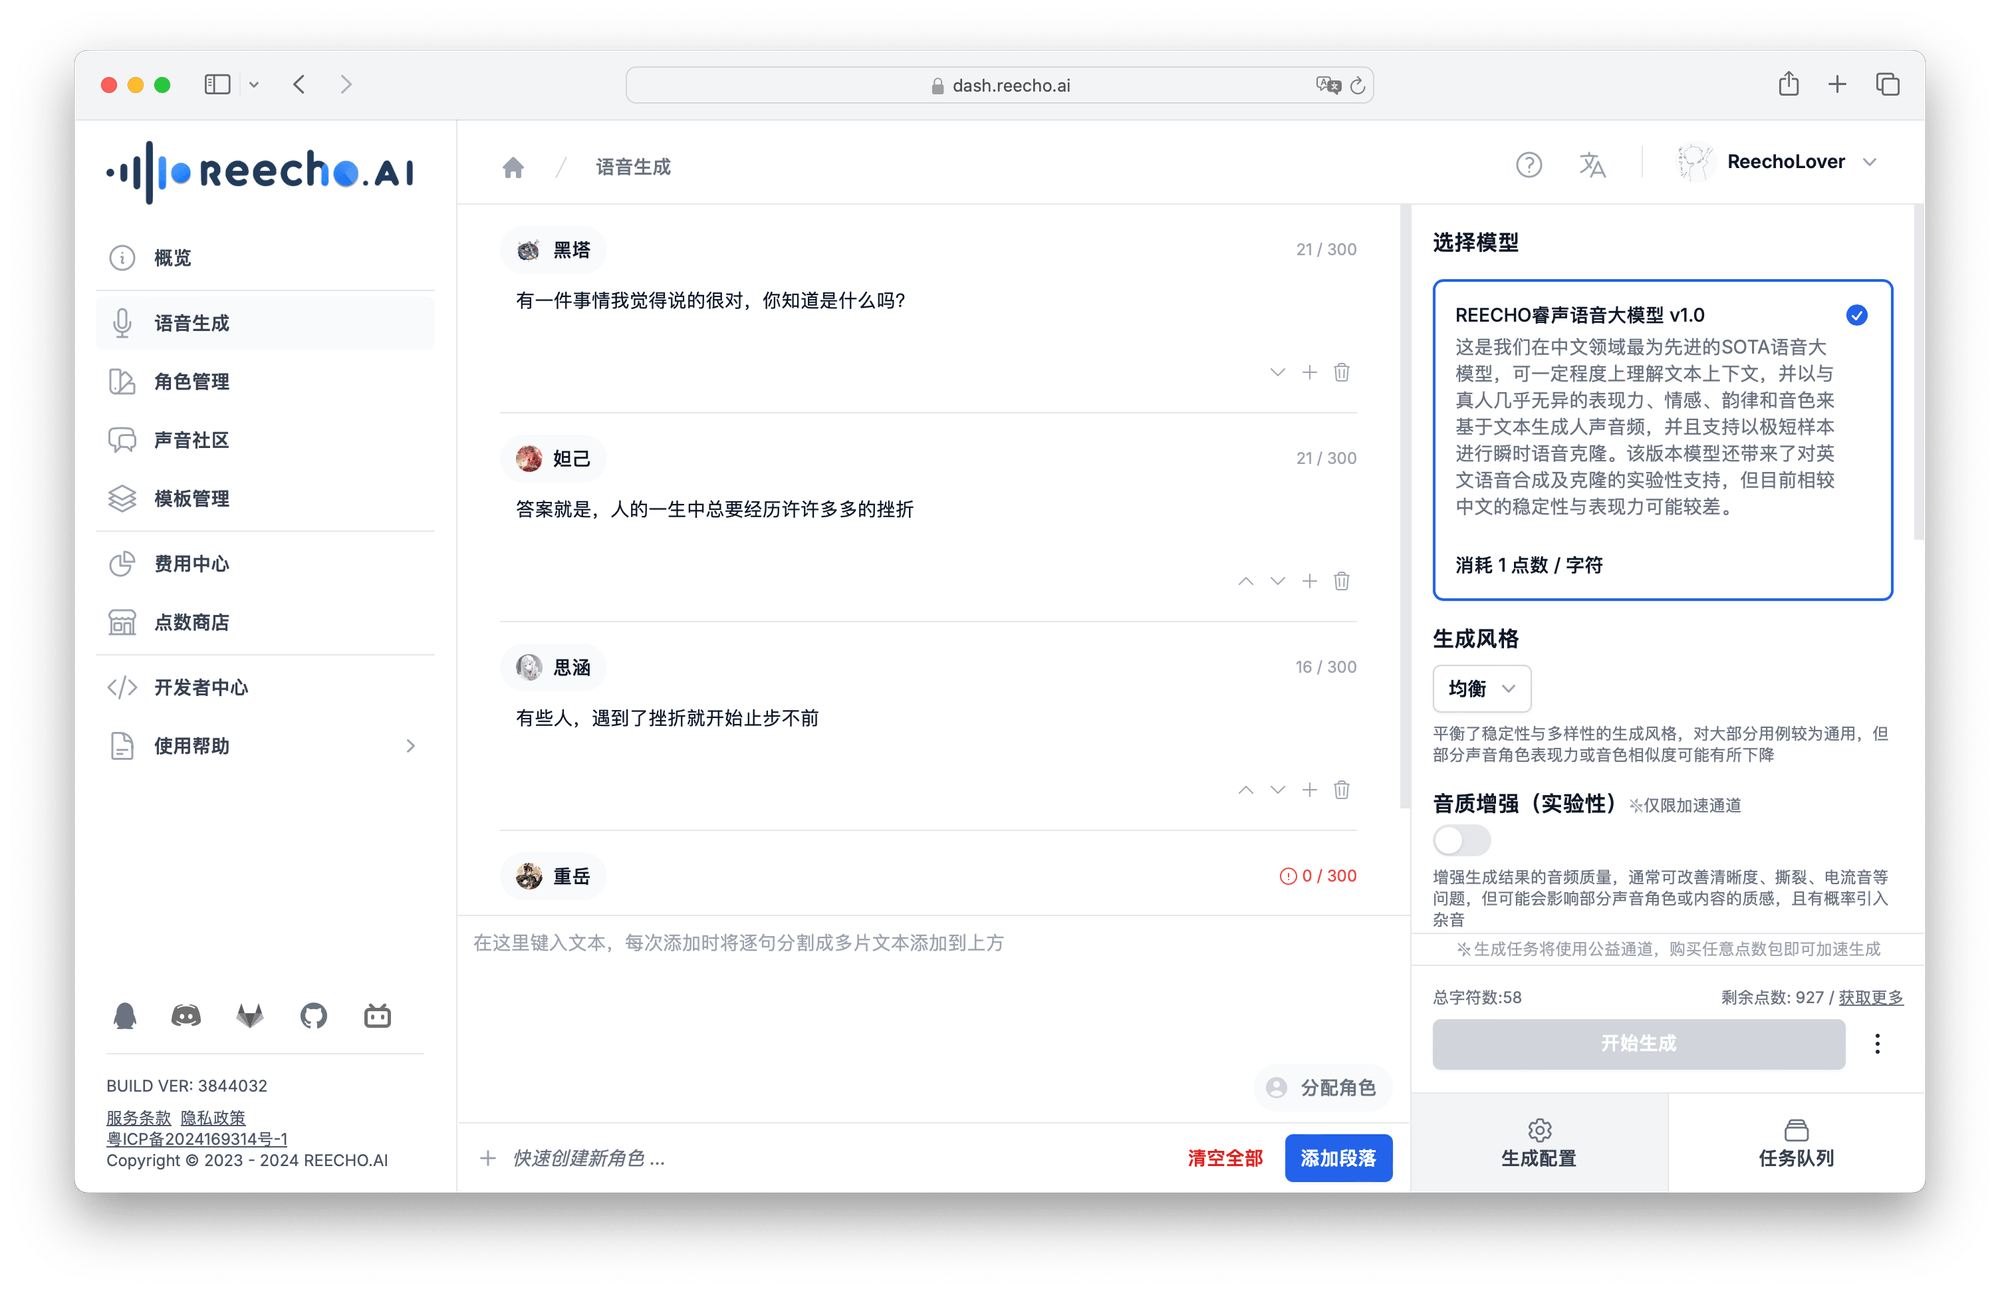 dash.reecho.ai
reecho.AI
概览
语音生成
角色管理
声音社区
模板管理
费用中心
点数商店
开发者中心
使用帮助
BUILD VER: 3844032
服务条款 隐私政策
粤ICP备2024169314号-1
Copyright © 2023 - 2024 REECHO.AI
/ 语音生成
ReechoLover
黑塔
21 / 300
有一件事情我觉得说的很对，你知道是什么吗？
妲己
21 / 300
答案就是，人的一生中总要经历许许多多的挫折
思涵
16 / 300
有些人，遇到了挫折就开始止步不前
重岳
0 / 300
在这里键入文本，每次添加时将逐句分割成多片文本添加到上方
分配角色
快速创建新角色 ...
清空全部
添加段落
选择模型
REECHO睿声语音大模型 v1.0
这是我们在中文领域最为先进的SOTA语音大
模型，可一定程度上理解文本上下文，并以与
真人几乎无异的表现力、情感、韵律和音色来
基于文本生成人声音频，并且支持以极短样本
进行瞬时语音克隆。该版本模型还带来了对英
文语音合成及克隆的实验性支持，但目前相较
中文的稳定性与表现力可能较差。
消耗 1 点数 / 字符
生成风格
均衡
平衡了稳定性与多样性的生成风格，对大部分用例较为通用，但
部分声音角色表现力或音色相似度可能有所下降
音质增强（实验性） ※仅限加速通道
增强生成结果的音频质量，通常可改善清晰度、撕裂、电流音等
问题，但可能会影响部分声音角色或内容的质感，且有概率引入
杂音
※生成任务将使用公益通道，购买任意点数包即可加速生成
总字符数:58
剩余点数: 927 / 获取更多
开始生成
生成配置
任务队列